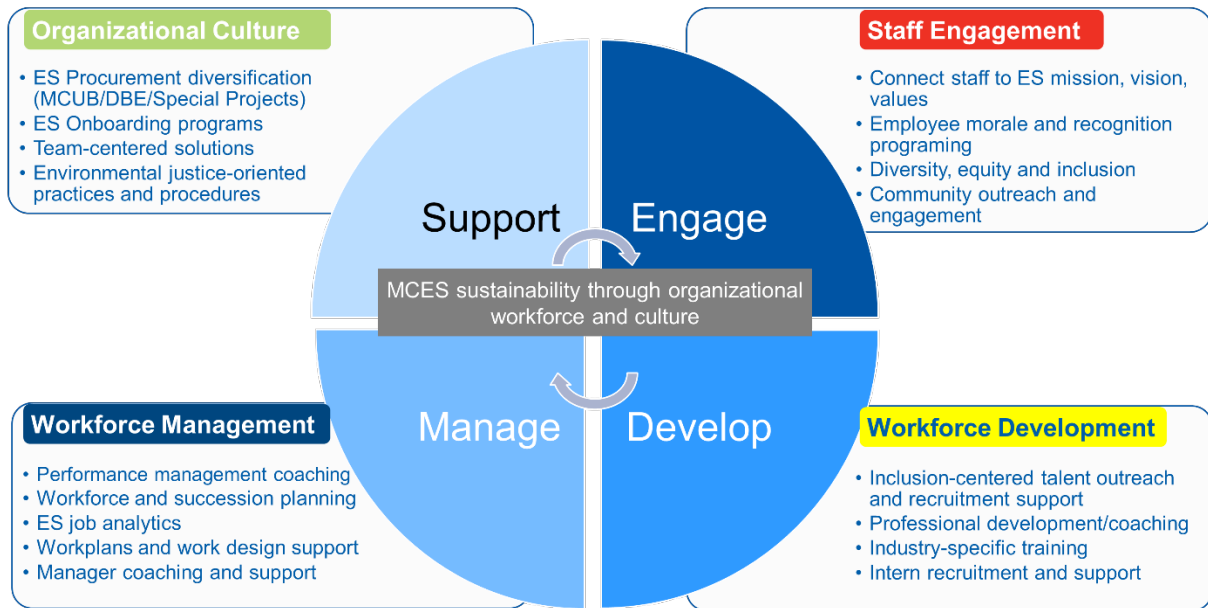 Organizational Culture
• ES Procurement diversification
(MCUB/DBE/Special Projects)
• ES Onboarding programs
• Team-centered solutions
• Environmental justice-oriented
practices and procedures
Staff Engagement
• Connect staff to ES mission, vision,
values
• Employee morale and recognition
programing
• Diversity, equity and inclusion
• Community outreach and
engagement
Support
Engage
MCES sustainability through organizational
workforce and culture
Manage
Develop
Workforce Management
• Performance management coaching
• Workforce and succession planning
• ES job analytics
• Workplans and work design support
• Manager coaching and support
Workforce Development
• Inclusion-centered talent outreach
and recruitment support
• Professional development/coaching
• Industry-specific training
• Intern recruitment and support